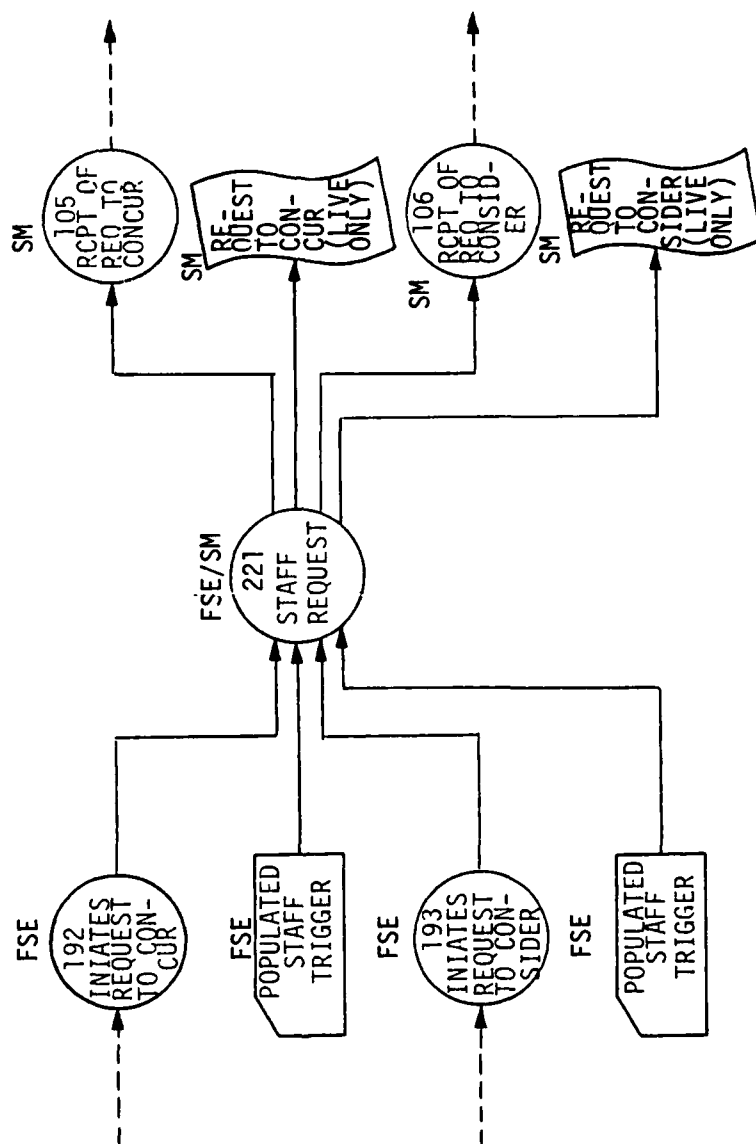 FSE
192
INIATES
REQUEST
TO CON-
CUR
FSE
POPULATED
STAFF
TRIGGER
FSE
193
INIATES
REQUEST
TO CON-
SIDER
FSE
POPULATED
STAFF
TRIGGER
FSE/SM
221
STAFF
REQUEST
SM
105
RCPT OF
REQ TO
CONCUR
SM
RE-
QUEST
TO
CON-
CUR
(LIVE
ONLY)
SM
106
RCPT OF
REQ TO
CONSID-
ER
SM
RE-
QUEST
TO
CON-
SIDER
(LIVE
ONLY)